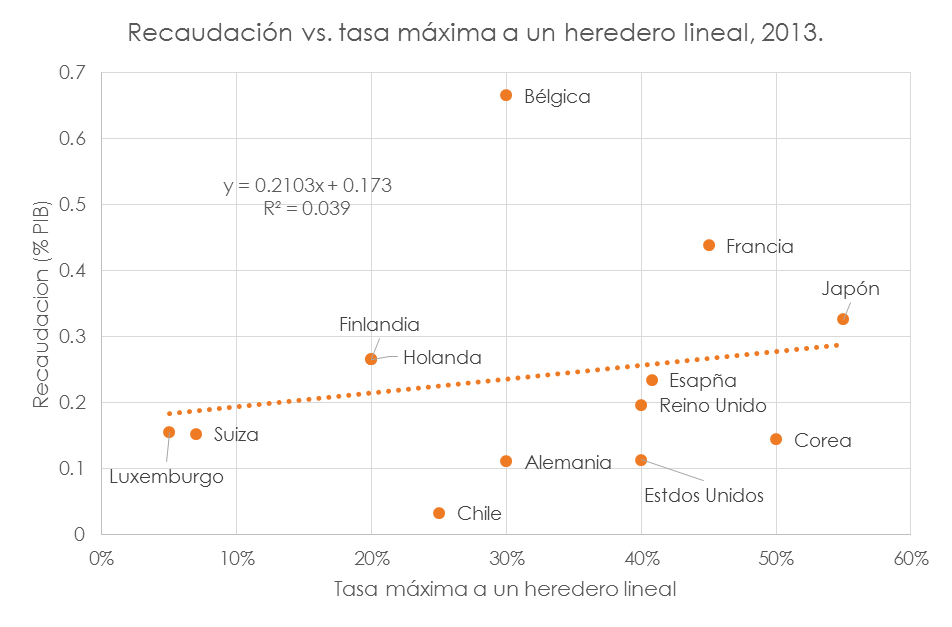 Recaudación vs. tasa máxima a un heredero lineal, 2013.
Recaudacion (% PIB)
0.7
0.6
0.5
0.4
0.3
0.2
0.1
0
y = 0.2103x + 0.173
R² = 0.039
Bélgica
Francia
Japón
Finlandia
Holanda
Esapña
Reino Unido
Suiza
Corea
Luxemburgo
Alemania
Estdos Unidos
Chile
0%
10%
20%
30%
40%
50%
60%
Tasa máxima a un heredero lineal